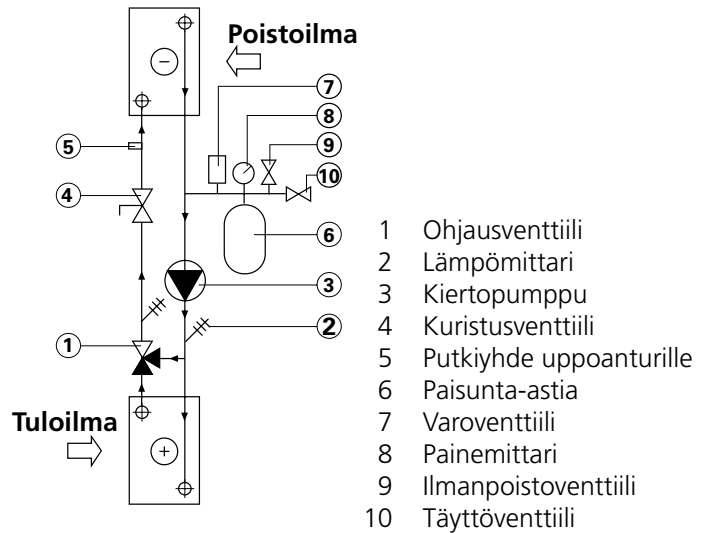 Poistoilma
−
7
8
5
9
10
4
6
3
2
1
Tuloilma
+
1 Ohjausventtiili
2 Lämpömittari
3 Kiertopumppu
4 Kuristusventtiili
5 Putkiyhde uppoanturille
6 Paisunta-astia
7 Varoventtiili
8 Painemittari
9 Ilmanpoistoventtiili
10 Täyttöventtiili